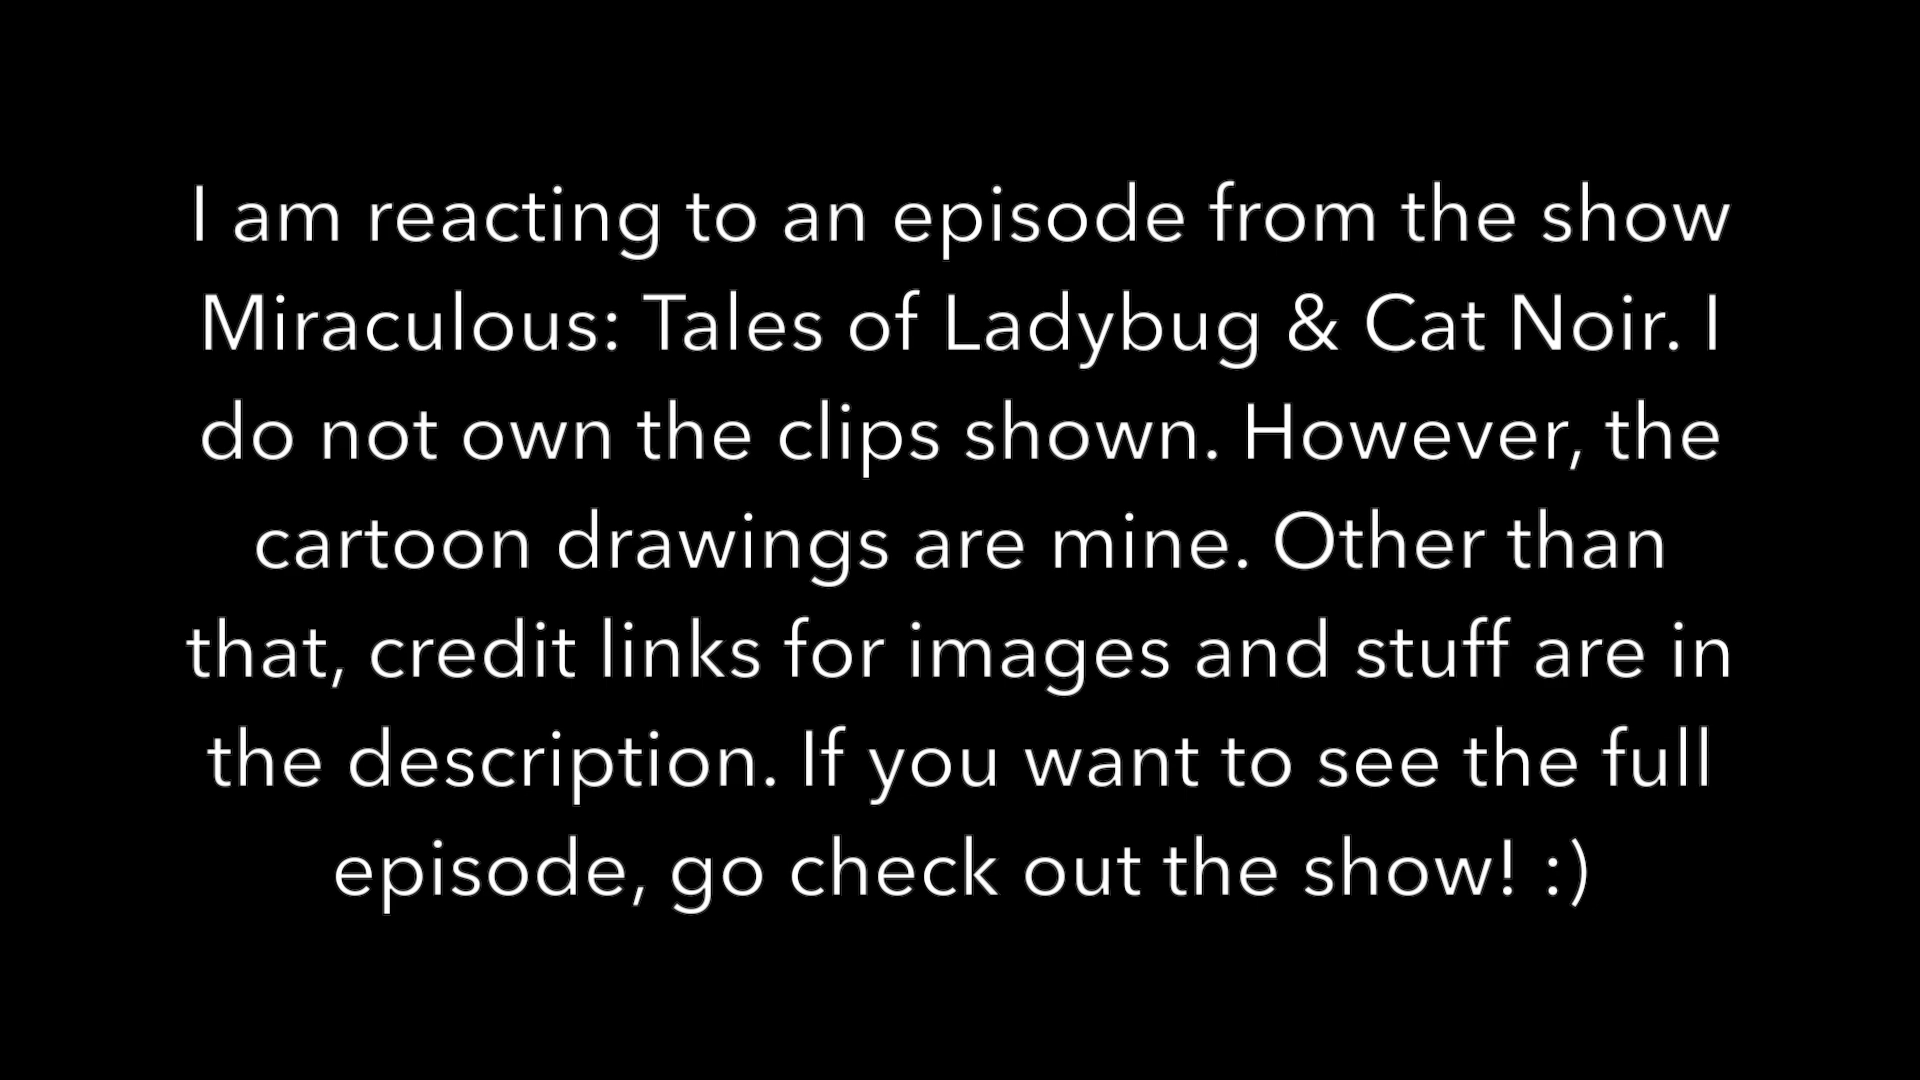 I am reacting to an episode from the show
Miraculous: Tales of Ladybug & Cat Noir. I
do not own the clips shown. However, the
cartoon drawings are mine. Other than
that, credit links for images and stuff are in
the description. If you want to see the full
episode, go check out the show! :)